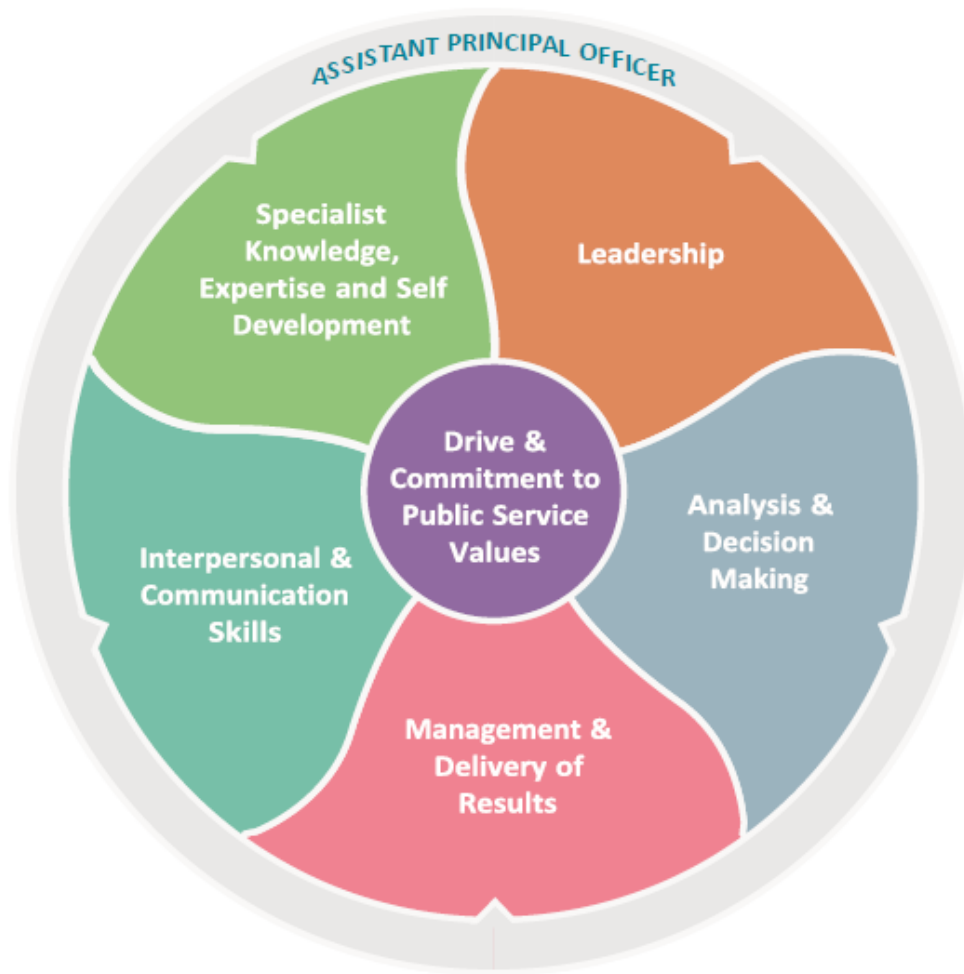 ASSISTANT PRINCIPAL OFFICER
Specialist
Knowledge,
Expertise and Self
Development
Leadership
Drive &
Commitment to
Public Service
Values
Analysis &
Decision
Making
Interpersonal &
Communication
Skills
Management &
Delivery of
Results